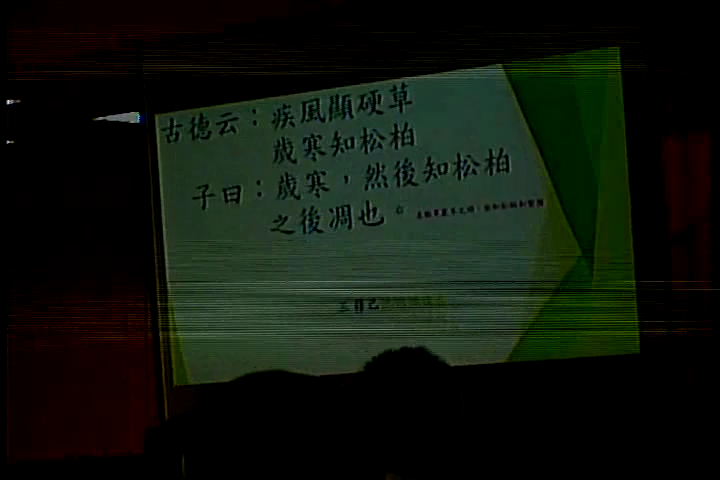 古德云：疾風顯硬草
歲寒知松柏
子曰：歲寒，然後知松柏
之後凋也。